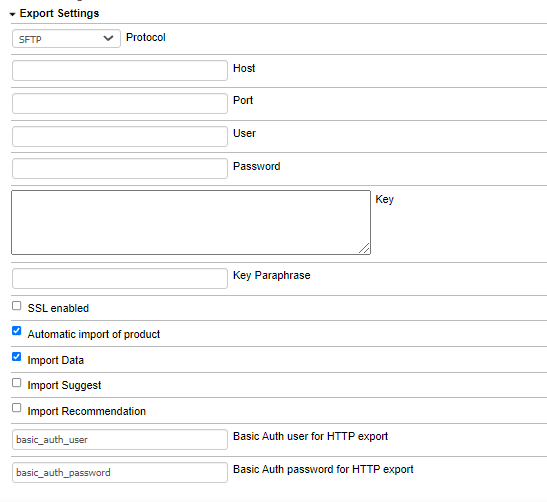 Export Settings
SFTP Protocol
Host
Port
User
Password
Key
Key Paraphrase
SSL enabled
Automatic import of product
Import Data
Import Suggest
Import Recommendation
basic_auth_user Basic Auth user for HTTP export
basic_auth_password Basic Auth password for HTTP export